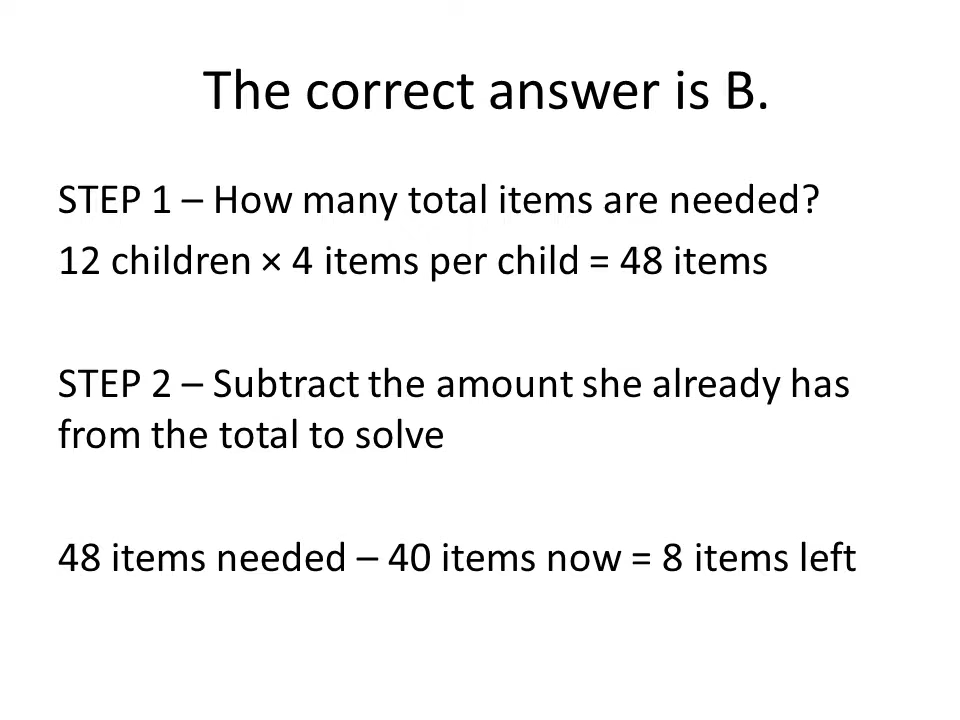 The correct answer is B.
STEP 1 – How many total items are needed?
12 children × 4 items per child = 48 items
STEP 2 – Subtract the amount she already has
from the total to solve
48 items needed – 40 items now = 8 items left